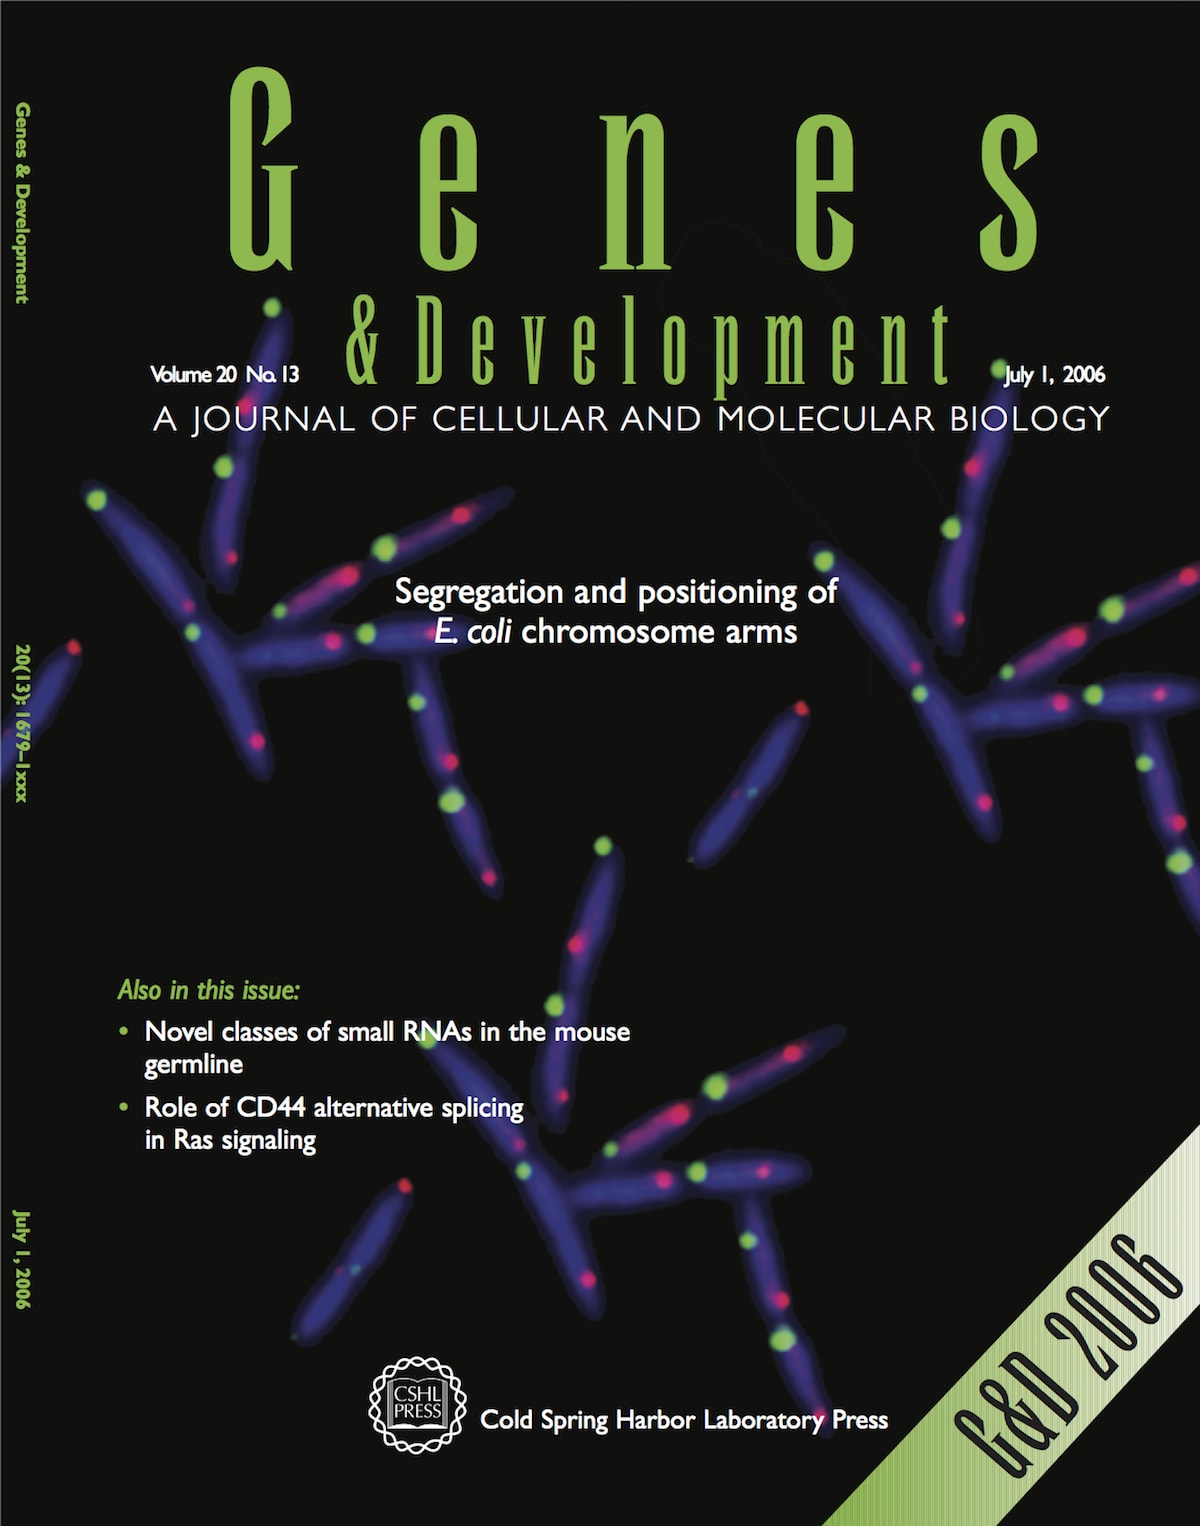 Genes
& Development
Volume 20 No. 13
July 1, 2006
A JOURNAL OF CELLULAR AND MOLECULAR BIOLOGY
Segregation and positioning of
E. coli chromosome arms
Also in this issue:
• Novel classes of small RNAs in the mouse
germline
• Role of CD44 alternative splicing
in Ras signaling
CSHL
PRESS
Cold Spring Harbor Laboratory Press
G&D 2006
Genes & Development
20(13): 1679–1xxx
July 1, 2006